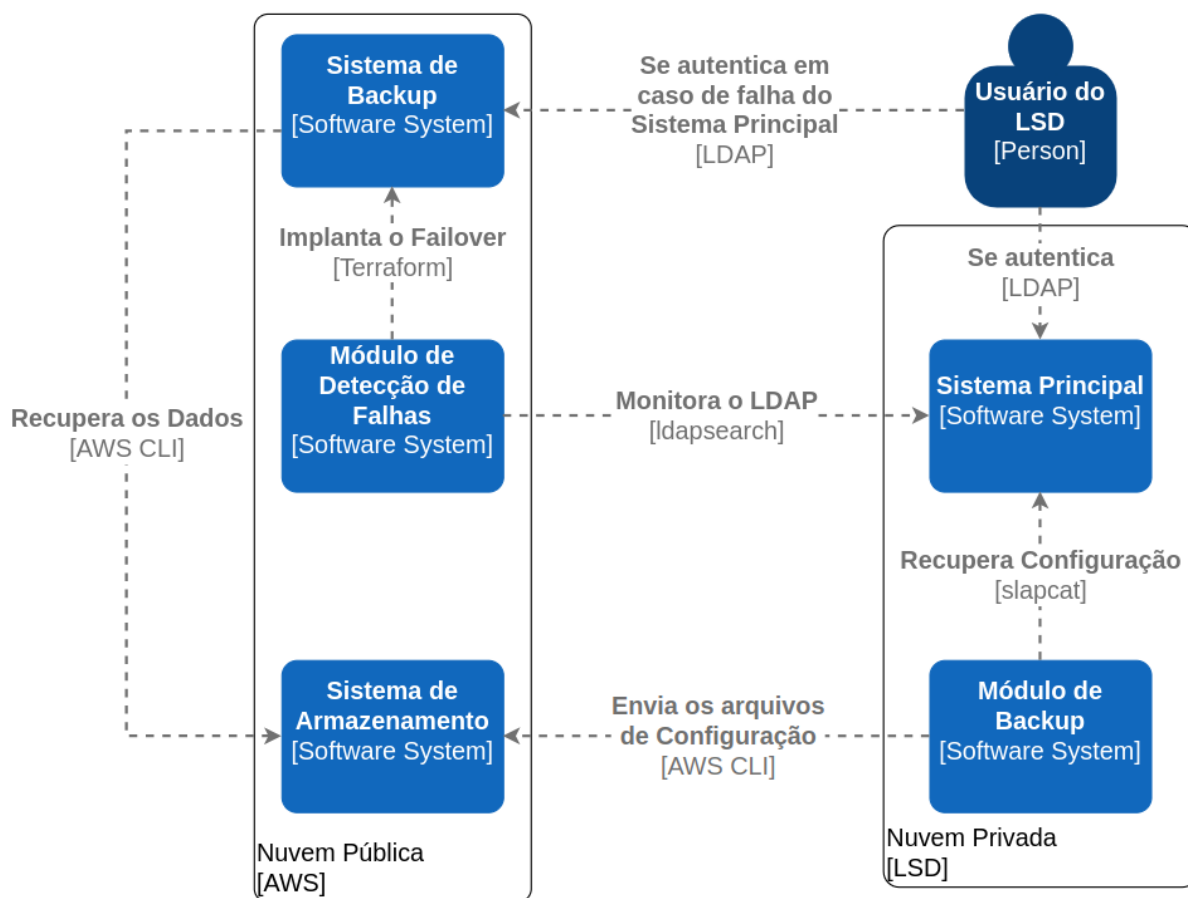 Sistema de
Backup
[Software System]
Se autentica em
caso de falha do
Sistema Principal
[LDAP]
Usuário do
LSD
[Person]
Implanta o Failover
[Terraform]
Se autentica
[LDAP]
Módulo de
Detecção de
Falhas
[Software System]
Monitora o LDAP
[ldapsearch]
Sistema Principal
[Software System]
Recupera os Dados
[AWS CLI]
Recupera Configuração
[slapcat]
Sistema de
Armazenamento
[Software System]
Envia os arquivos
de Configuração
[AWS CLI]
Módulo de
Backup
[Software System]
Nuvem Pública
[AWS]
Nuvem Privada
[LSD]